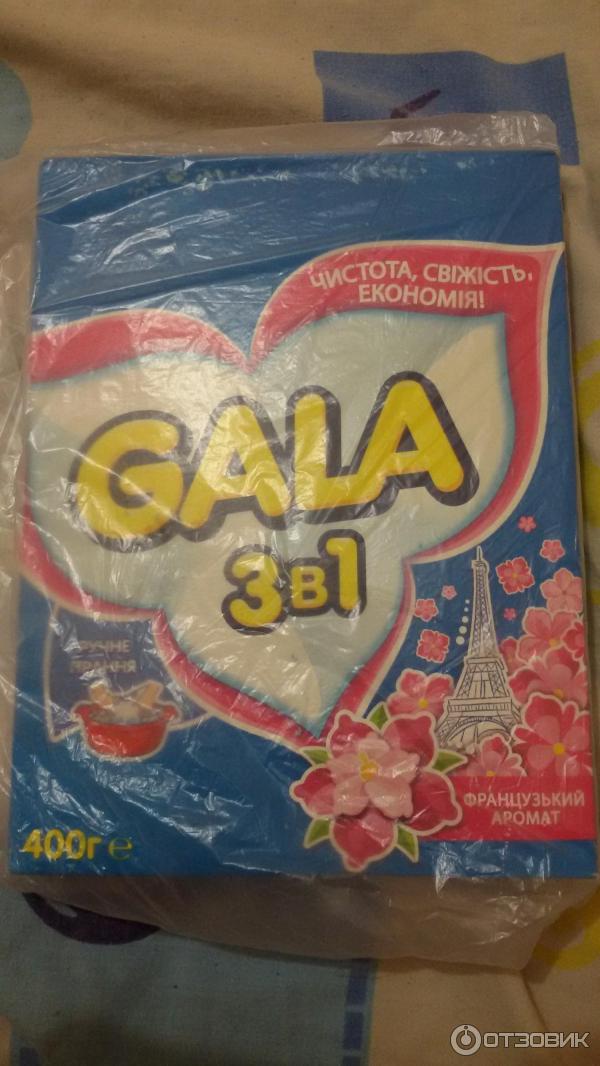 ЧИСТОТА, СВІЖІСТЬ,
ЕКОНОМІЯ!
GALA
3в1
РУЧНЕ
ПРАННЯ
ФРАНЦУЗЬКИЙ
АРОМАТ
400г e
ОТЗОВИК